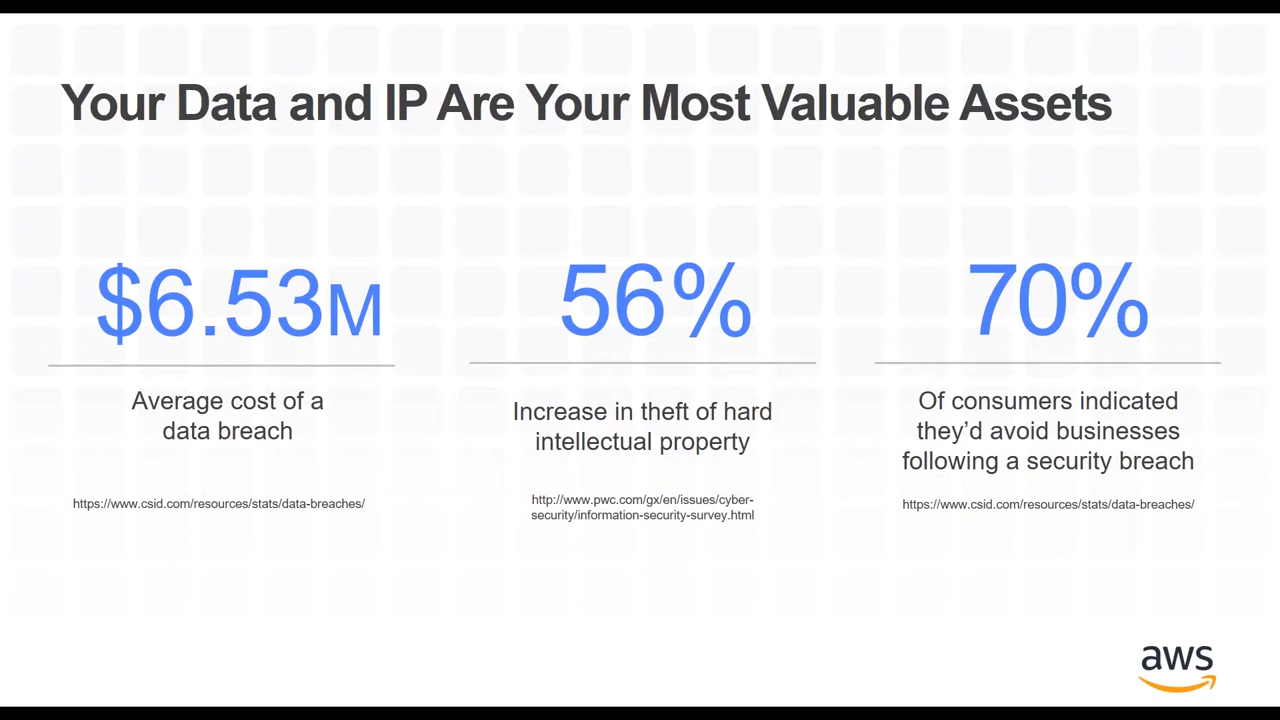 Your Data and IP Are Your Most Valuable Assets
$6.53M
Average cost of a
data breach
https://www.csid.com/resources/stats/data-breaches/
56%
Increase in theft of hard
intellectual property
http://www.pwc.com/gx/en/issues/cyber-
security/information-security-survey.html
70%
Of consumers indicated
they’d avoid businesses
following a security breach
https://www.csid.com/resources/stats/data-breaches/
aws